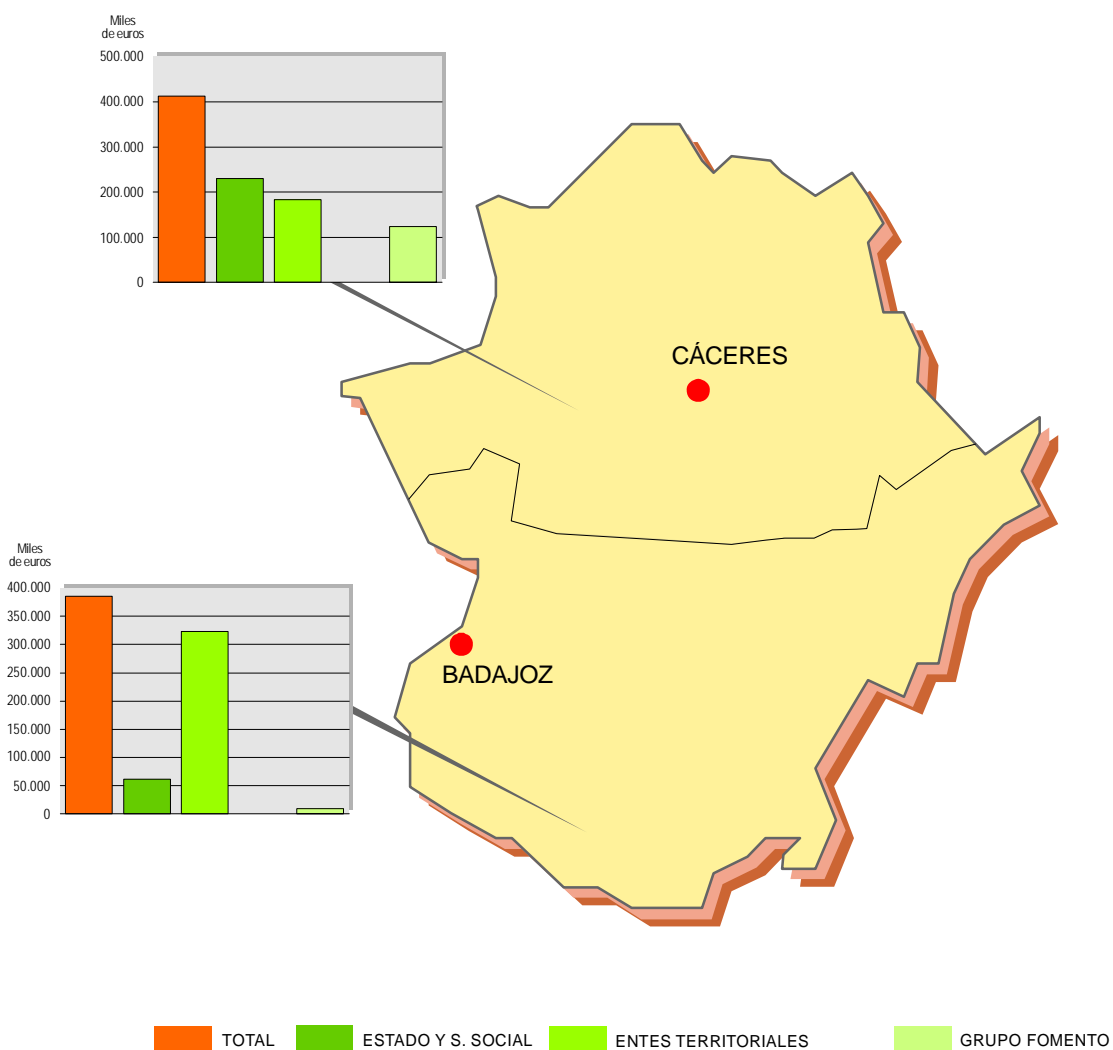 Miles
de euros
500.000
400.000
300.000
200.000
100.000
0
CÁCERES
Miles
de euros
400.000
350.000
300.000
250.000
200.000
150.000
100.000
50.000
0
BADAJOZ
TOTAL
ESTADO Y S. SOCIAL
ENTES TERRITORIALES
GRUPO FOMENTO